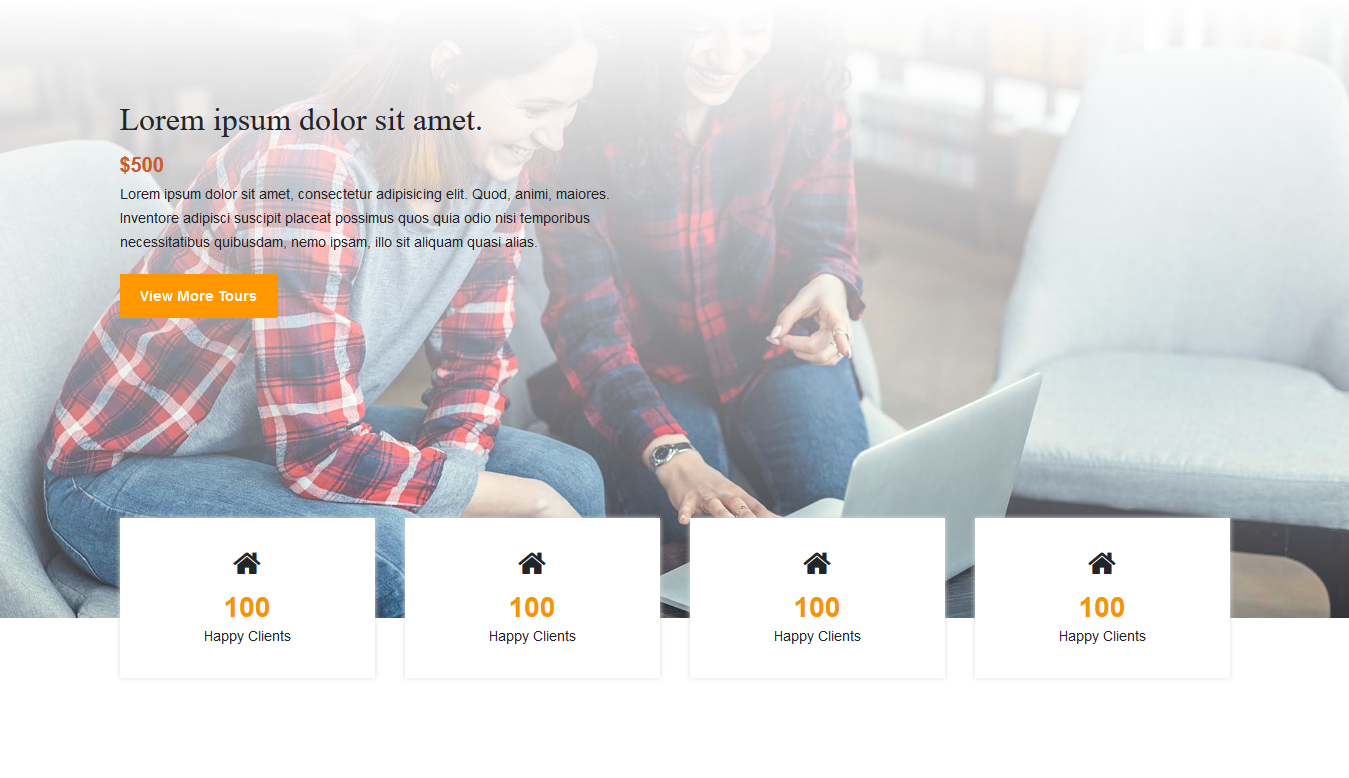 Lorem ipsum dolor sit amet.
$500
Lorem ipsum dolor sit amet, consectetur adipisicing elit. Quod, animi, maiores.
Inventore adipisci suscipit placeat possimus quos quia odio nisi temporibus
necessitatibus quibusdam, nemo ipsam, illo sit aliquam quasi alias.
View More Tours
100
Happy Clients
100
Happy Clients
100
Happy Clients
100
Happy Clients